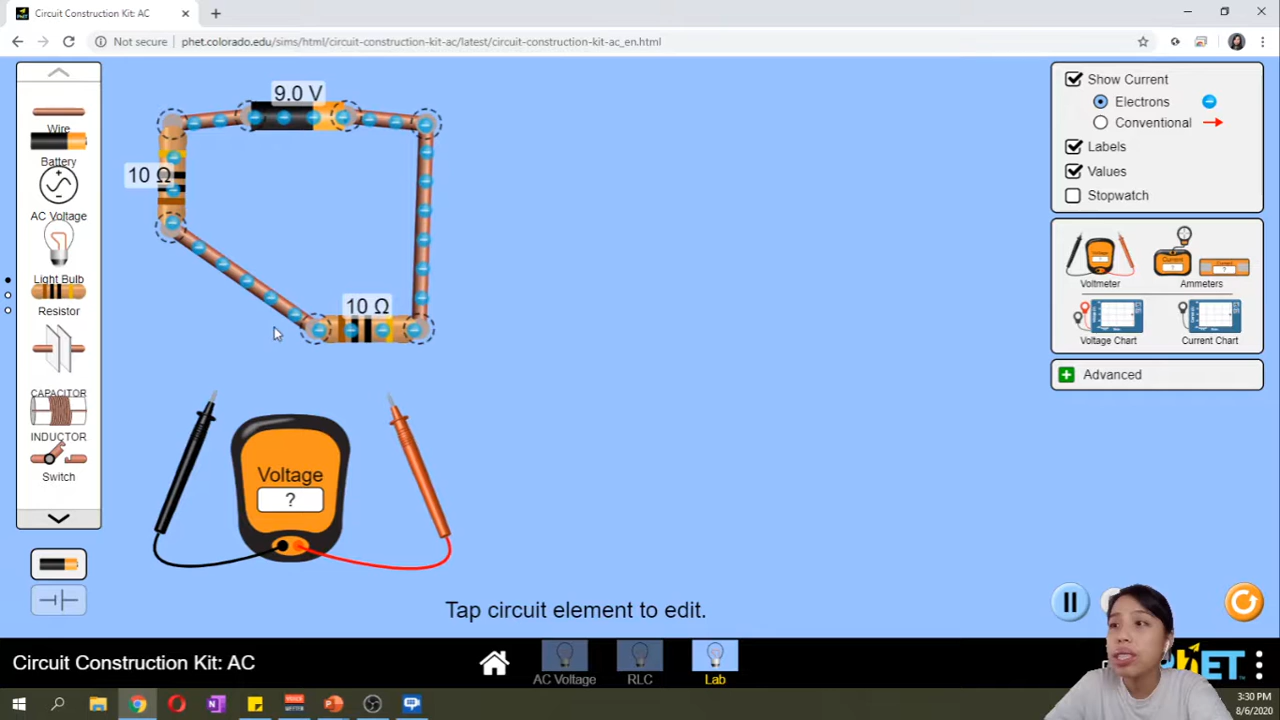 Circuit Construction Kit: AC
Not secure
phet.colorado.edu/sims/html/circuit-construction-kit-ac/latest/circuit-construction-kit-ac_en.html
Wire
Battery
AC Voltage
Light Bulb
Resistor
CAPACITOR
INDUCTOR
Switch
9.0 V
10 Ω
10 Ω
Voltage
?
Tap circuit element to edit.
Show Current
Electrons
Conventional
Labels
Values
Stopwatch
Voltmeter
Ammeters
Voltage Chart
Current Chart
Advanced
Circuit Construction Kit: AC
AC Voltage
RLC
Lab
3:30 PM
8/6/2020